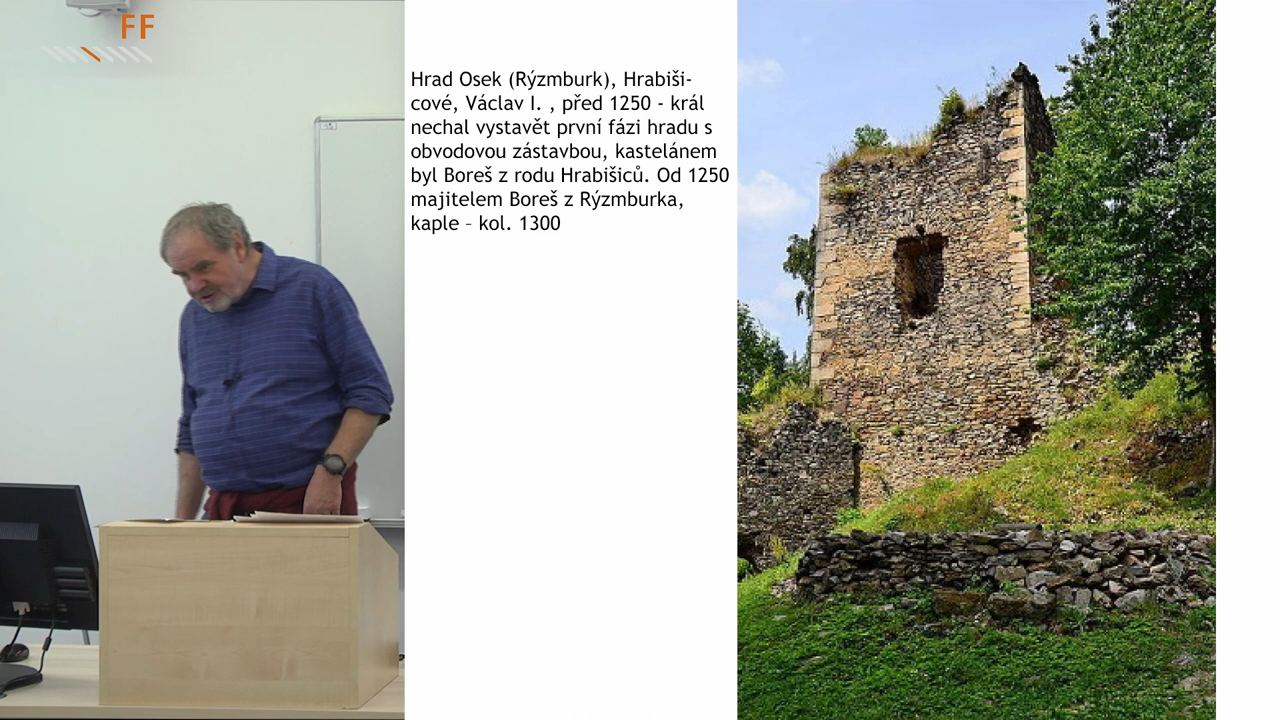 FF
Hrad Osek (Rýzmburk), Hrabiši-
cové, Václav I. , před 1250 - král
nechal vystavět první fázi hradu s
obvodovou zástavbou, kastelánem
byl Boreš z rodu Hrabišiců. Od 1250
majitelem Boreš z Rýzmburka,
kaple – kol. 1300